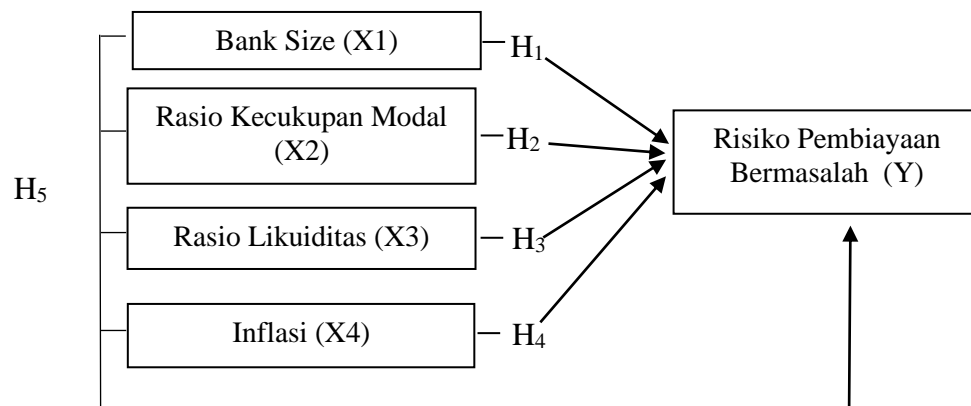 Bank Size (X1)
H1
Rasio Kecukupan Modal
(X2)
H2
Risiko Pembiayaan
Bermasalah (Y)
H5
Rasio Likuiditas (X3)
H3
Inflasi (X4)
H4